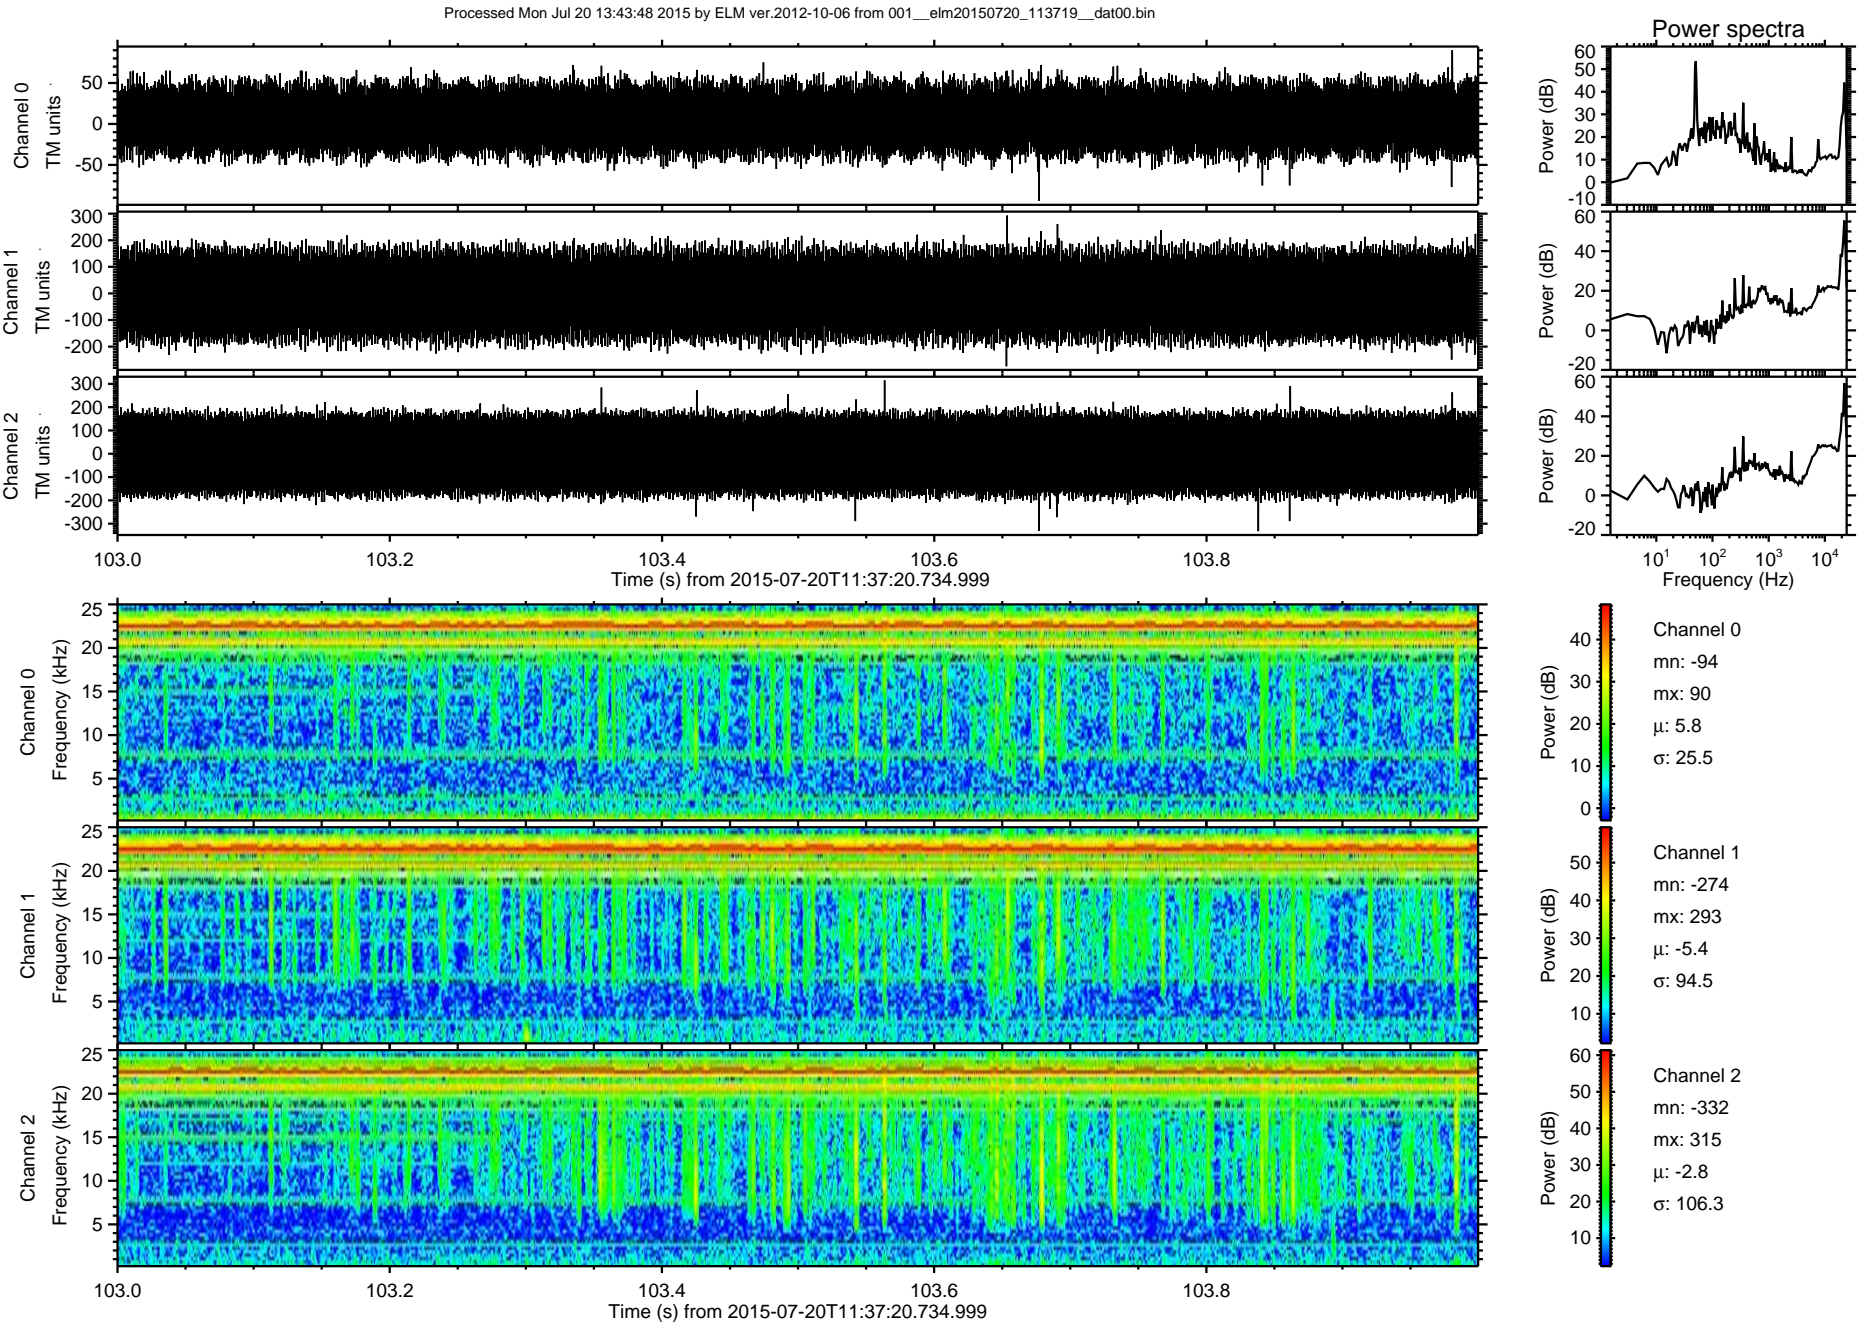 Processed Mon Jul 20 13:43:48 2015 by ELM ver.2012-10-06 from 001__elm20150720_113719__dat00.bin
Power spectra
Channel 0
TM units
50
0
-50
Power (dB)
60
50
40
30
20
10
0
-10
Channel 1
TM units
300
200
100
0
-100
-200
Power (dB)
60
40
20
0
-20
Channel 2
TM units
300
200
100
0
-100
-200
-300
Power (dB)
60
40
20
0
-20
103.0 103.2 103.4 103.6 103.8
Time (s) from 2015-07-20T11:37:20.734.999
10¹ 10² 10³ 10⁴
Frequency (Hz)
Channel 0
Frequency (kHz)
25
20
15
10
5
Power (dB)
40
30
20
10
0
Channel 0
mn: -94
mx: 90
μ: 5.8
σ: 25.5
Channel 1
Frequency (kHz)
25
20
15
10
5
Power (dB)
50
40
30
20
10
Channel 1
mn: -274
mx: 293
μ: -5.4
σ: 94.5
Channel 2
Frequency (kHz)
25
20
15
10
5
Power (dB)
60
50
40
30
20
10
Channel 2
mn: -332
mx: 315
μ: -2.8
σ: 106.3
103.0 103.2 103.4 103.6 103.8
Time (s) from 2015-07-20T11:37:20.734.999